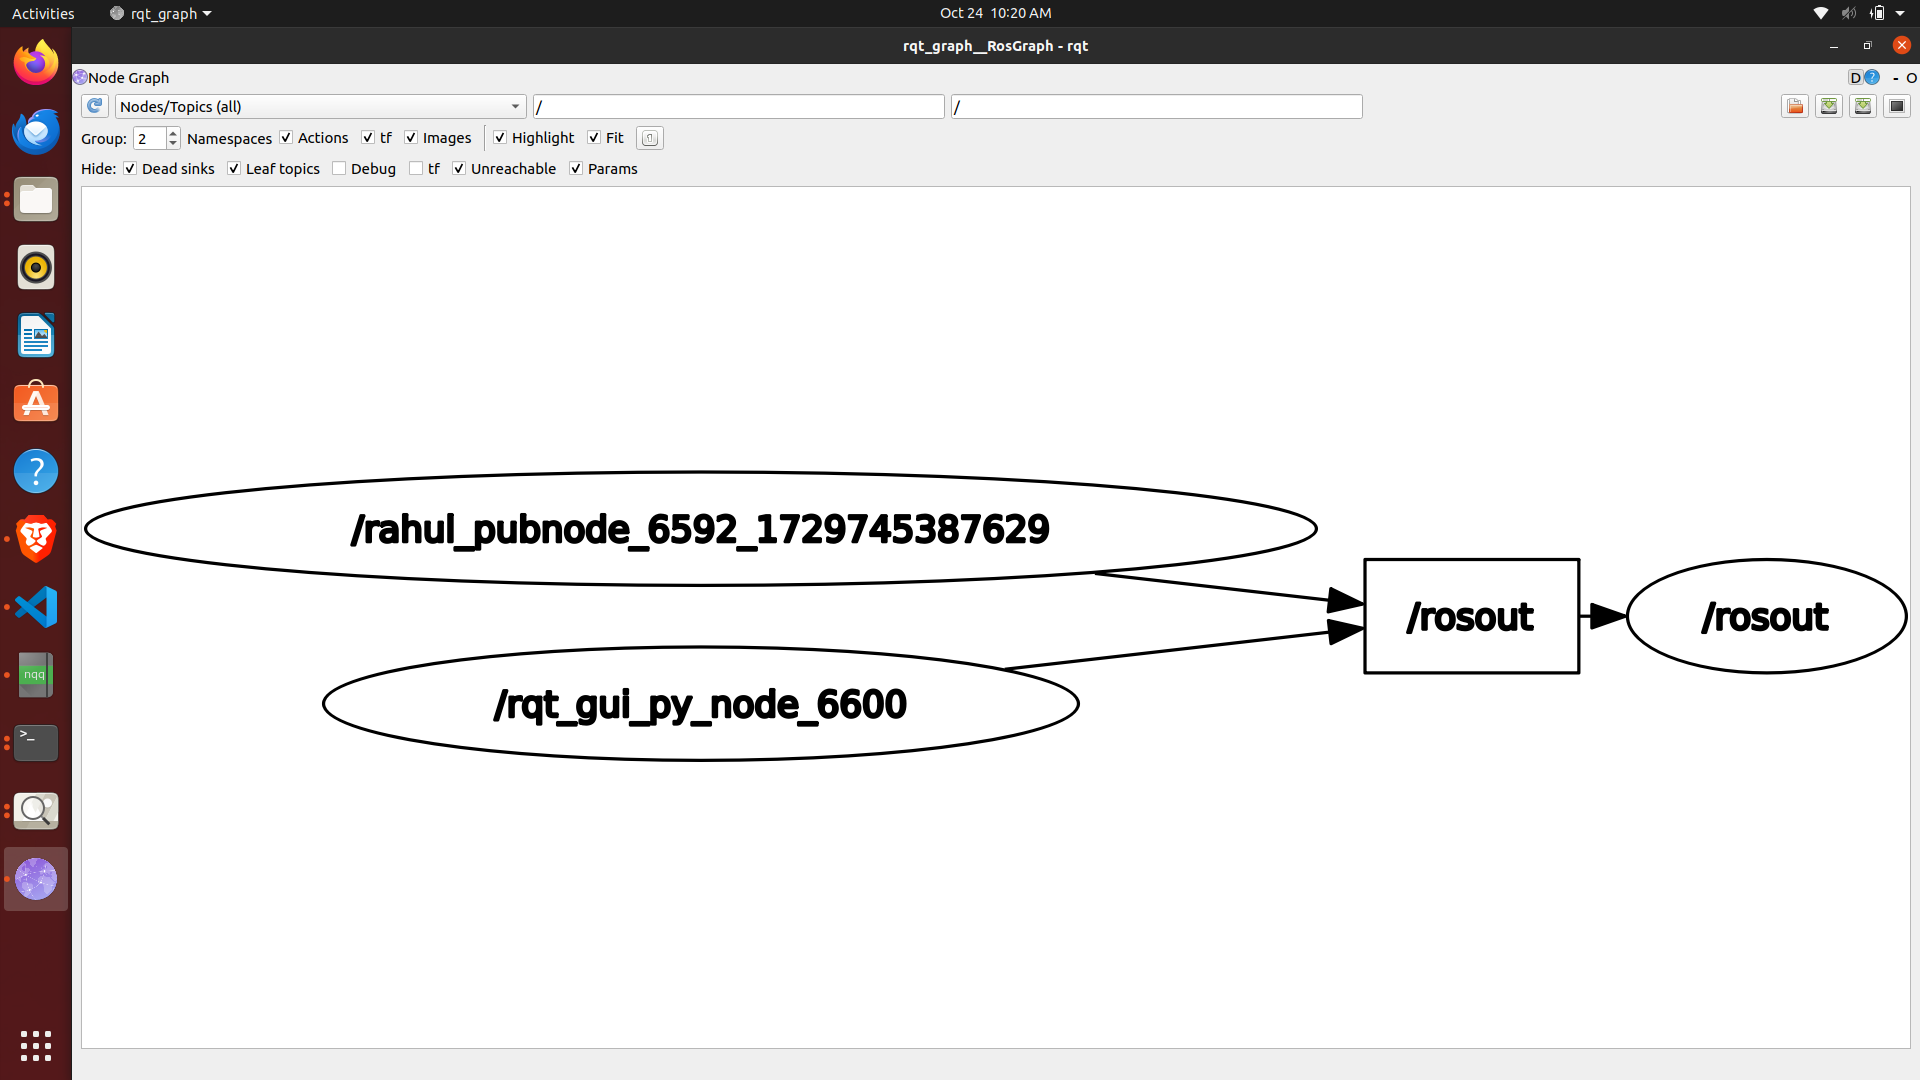 Activities rqt_graph Oct 24 10:20 AM
rqt_graph__RosGraph - rqt
Node Graph D ? - O
Nodes/Topics (all) / /
Group: 2 Namespaces Actions tf Images Highlight Fit
Hide: Dead sinks Leaf topics Debug tf Unreachable Params
/rahul_pubnode_6592_1729745387629
/rosout /rosout
/rqt_gui_py_node_6600
?
nqq
>_